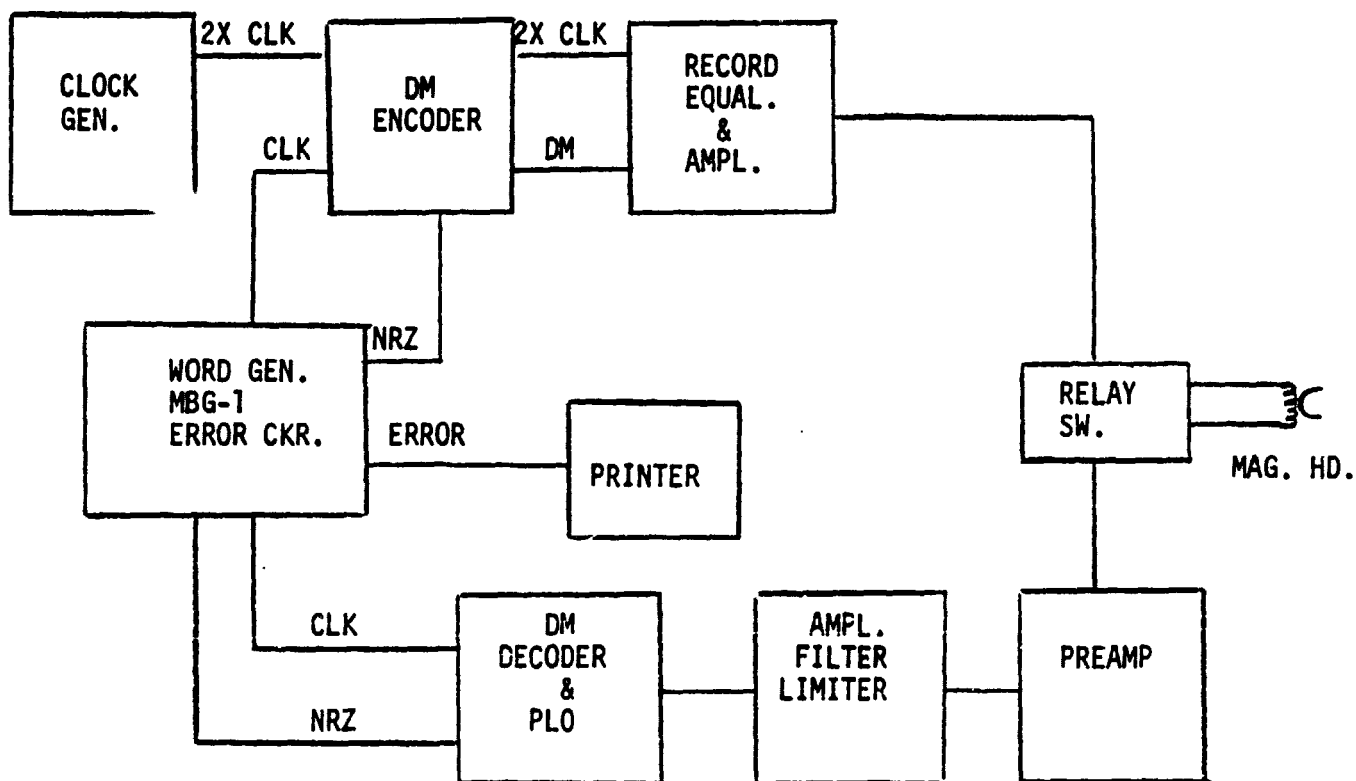 2X CLK
2X CLK
CLOCK
GEN.
DM
ENCODER
RECORD
EQUAL.
&
AMPL.
CLK
DM
NRZ
WORD GEN.
MBG-1
ERROR CKR.
ERROR
PRINTER
RELAY
SW.
MAG. HD.
CLK
NRZ
DM
DECODER
&
PLO
AMPL.
FILTER
LIMITER
PREAMP